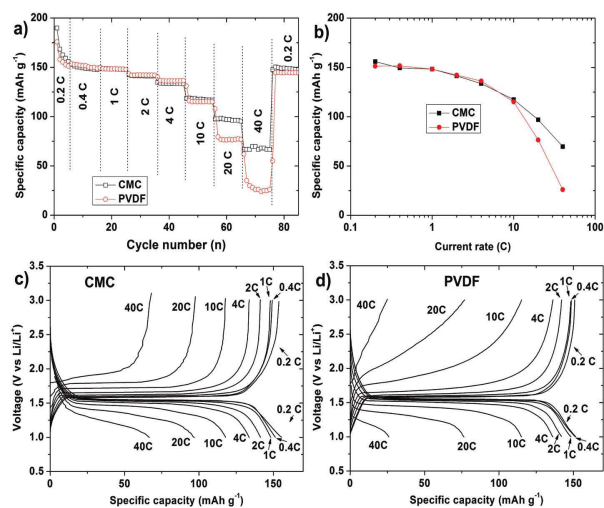 a)
Specific capacity (mAh g⁻¹)
200
150
100
50
0
0.2 C
0.4 C
1 C
2 C
4 C
10 C
20 C
40 C
0.2 C
CMC
PVDF
0
10
20
30
40
50
60
70
80
Cycle number (n)
b)
Specific capacity (mAh g⁻¹)
200
150
100
50
0
CMC
PVDF
1
10
Current rate (C)
c)
CMC
Voltage (V vs Li/Li⁺)
3.5
3.0
2.5
2.0
1.5
1.0
0.5
40C
20C
10C
4C
2C
1C
0.4C
0.2 C
0.2 C
0.4C
1C
2C
4C
10C
20C
40C
0
50
100
150
Specific capacity (mAh g⁻¹)
d)
PVDF
Voltage (V vs Li/Li⁺)
3.5
3.0
2.5
2.0
1.5
1.0
0.5
40C
20C
10C
4C
2C
1C
0.4C
0.2 C
0.2 C
0.4C
1C
2C
4C
10C
20C
40C
0
50
100
150
Specific capacity (mAh g⁻¹)